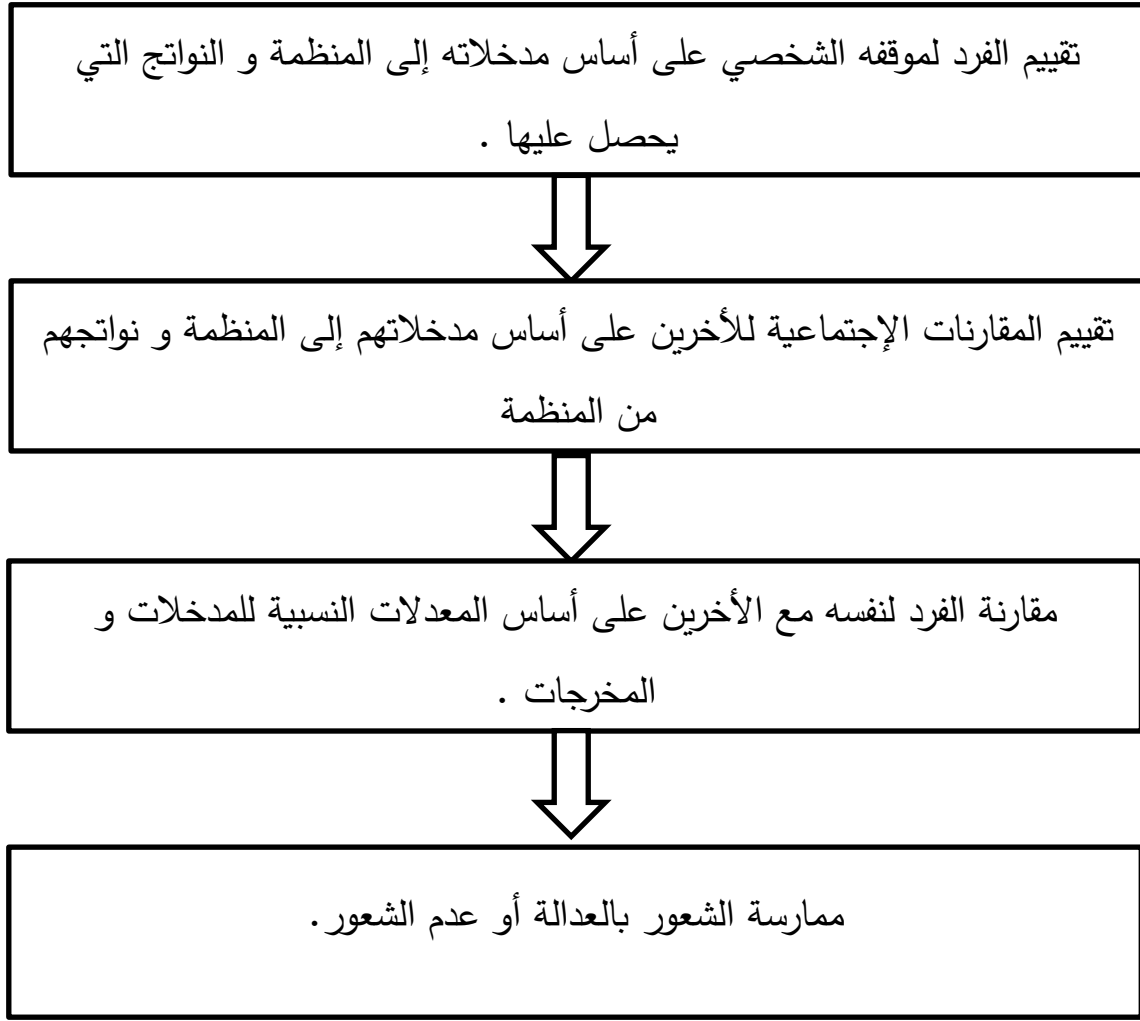 تقييم الفرد لموقفه الشخصي على أساس مدخلاته إلى المنظمة و النواتج التي
يحصل عليها .
تقييم المقارنات الإجتماعية للأخرين على أساس مدخلاتهم إلى المنظمة و نواتجهم
من المنظمة
مقارنة الفرد لنفسه مع الأخرين على أساس المعدلات النسبية للمدخلات و
المخرجات .
ممارسة الشعور بالعدالة أو عدم الشعور.